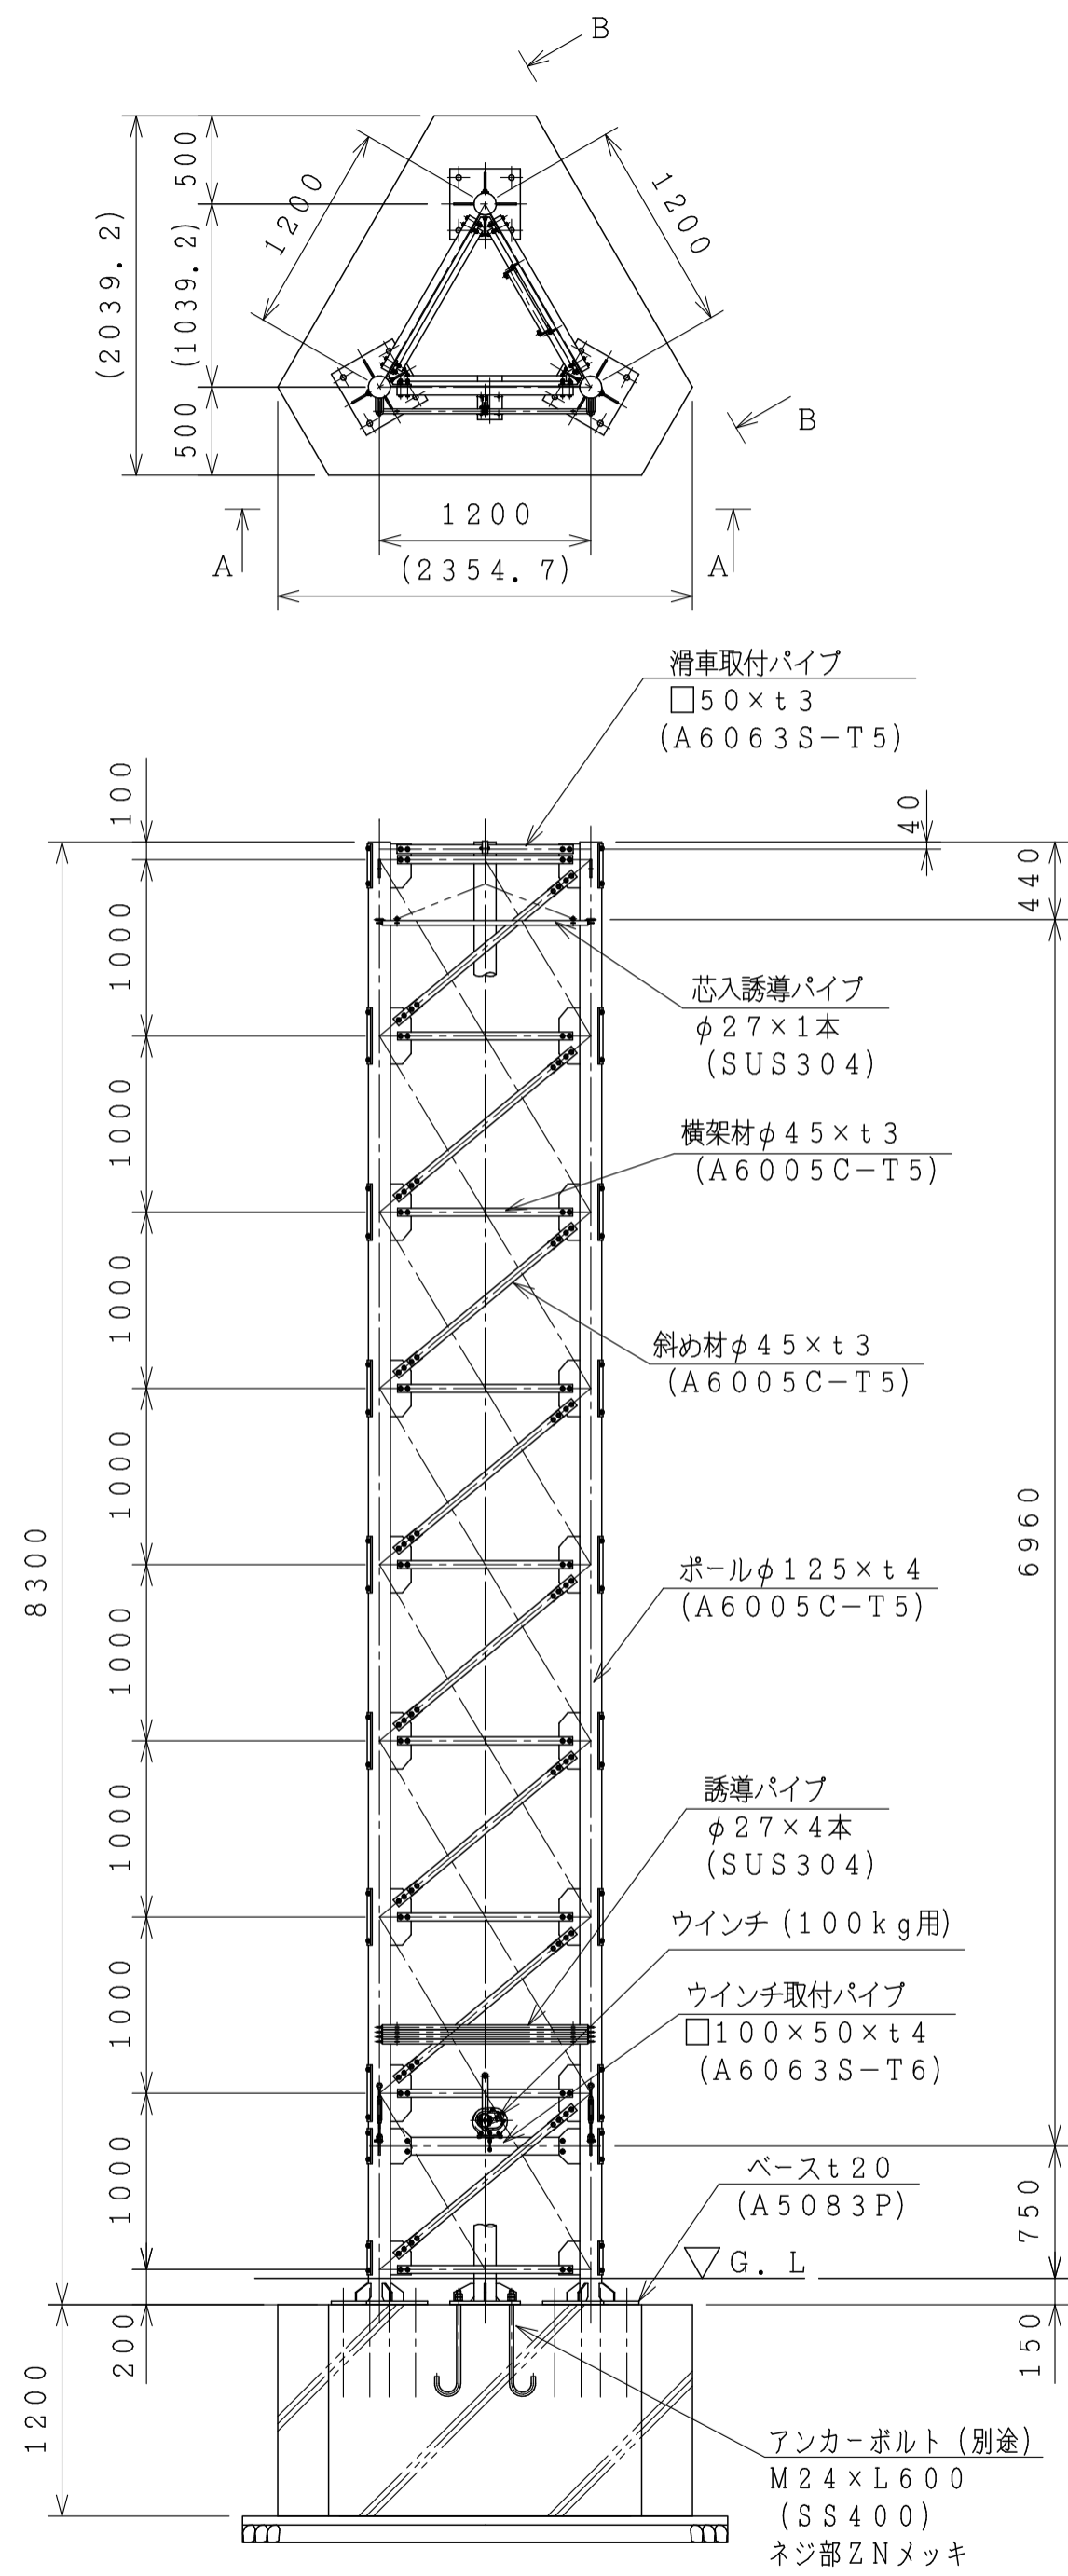 B
500
1200
1200
(2039.2)
(1039.2)
500
B
1200
A
A
(2354.7)
滑車取付パイプ
□50×t3
(A6063S-T5)
100
40
440
1000
芯入誘導パイプ
φ27×1本
(SUS304)
1000
横架材φ45×t3
(A6005C-T5)
1000
斜め材φ45×t3
(A6005C-T5)
1000
8300
6960
ポールφ125×t4
(A6005C-T5)
1000
1000
誘導パイプ
φ27×4本
(SUS304)
ウインチ(100kg用)
1000
ウインチ取付パイプ
□100×50×t4
(A6063S-T6)
1000
ベースt20
(A5083P)
750
▽G.L
200
150
1200
アンカーボルト(別途)
M24×L600
(SS400)
ネジ部ZNメッキ